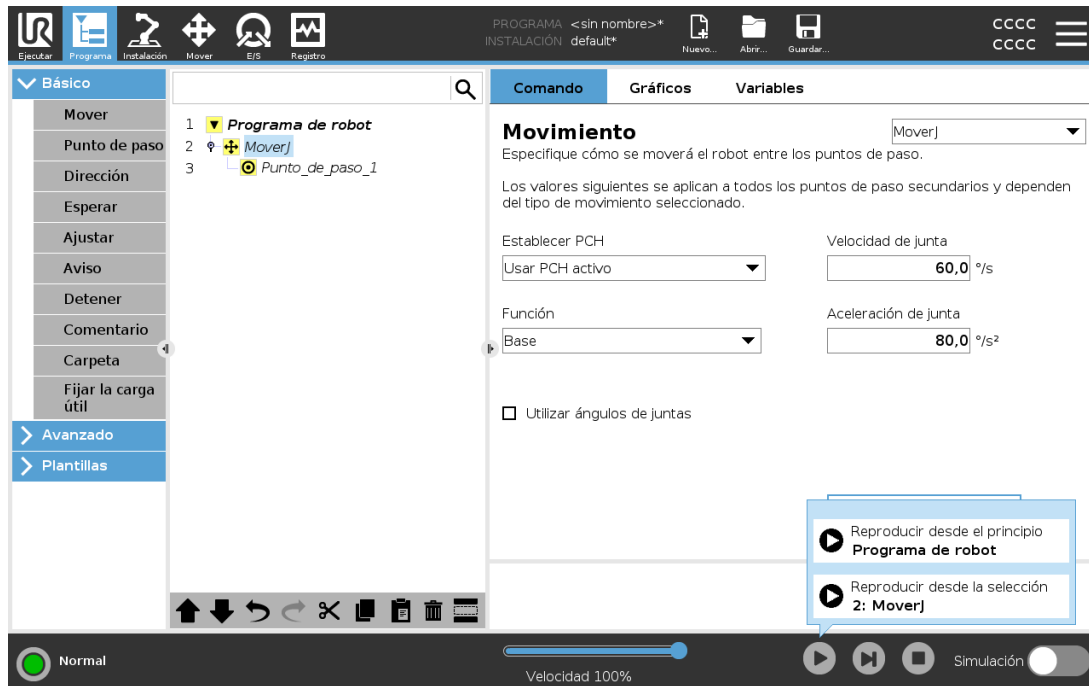 PROGRAMA <sin nombre>*
INSTALACIÓN default*
CCCC
CCCC
Ejecutar Programa Instalación Mover E/S Registro Nuevo... Abrir... Guardar...
Básico
Mover
Punto de paso
Dirección
Esperar
Ajustar
Aviso
Detener
Comentario
Carpeta
Fijar la carga
útil
Avanzado
Plantillas
1 Programa de robot
2 MoverJ
3 Punto_de_paso_1
Comando Gráficos Variables
Movimiento MoverJ
Especifique cómo se moverá el robot entre los puntos de paso.
Los valores siguientes se aplican a todos los puntos de paso secundarios y dependen
del tipo de movimiento seleccionado.
Establecer PCH Velocidad de junta
Usar PCH activo 60,0 °/s
Función Aceleración de junta
Base 80,0 °/s²
Utilizar ángulos de juntas
Reproducir desde el principio
Programa de robot
Reproducir desde la selección
2: MoverJ
Normal
Velocidad 100%
Simulación